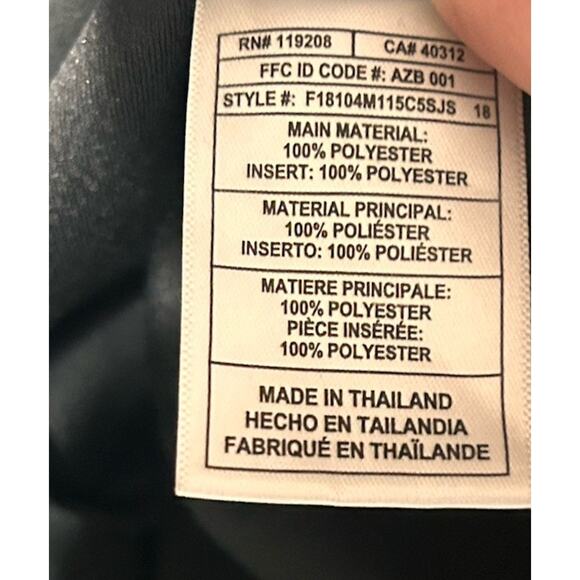 RN# 119208 CA# 40312
FFC ID CODE #: AZB 001
STYLE #: F18104M115C5SJS 18
MAIN MATERIAL:
100% POLYESTER
INSERT: 100% POLYESTER
MATERIAL PRINCIPAL:
100% POLIÉSTER
INSERTO: 100% POLIÉSTER
MATIERE PRINCIPALE:
100% POLYESTER
PIÈCE INSÉRÉE:
100% POLYESTER
MADE IN THAILAND
HECHO EN TAILANDIA
FABRIQUÉ EN THAÏLANDE